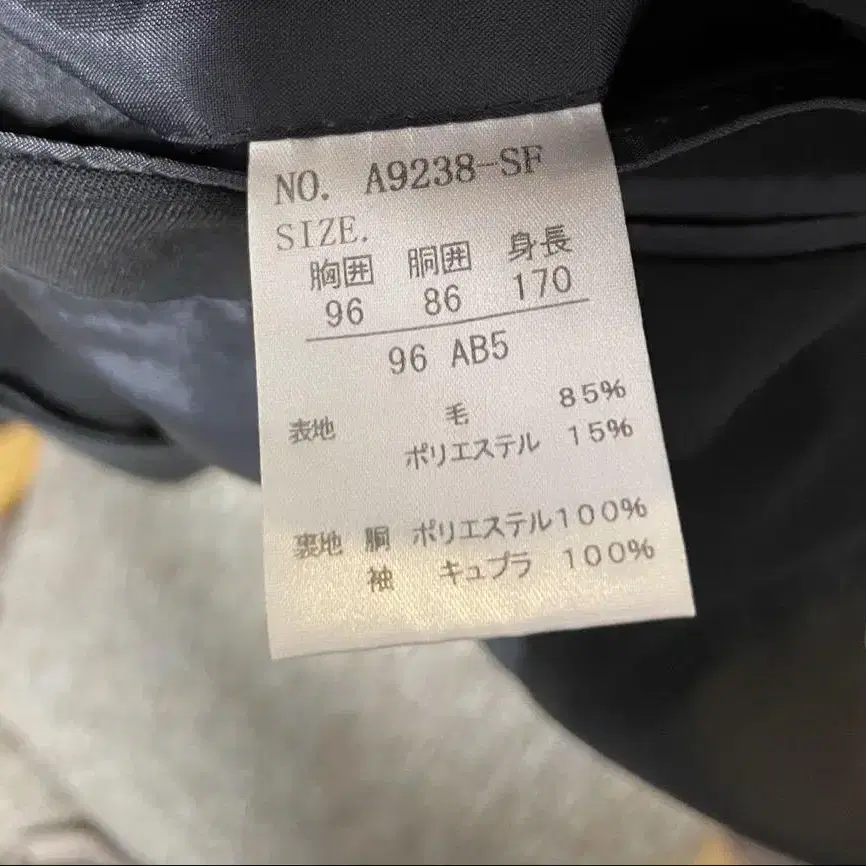 NO. A9238-SF
SIZE.
胸囲 胴囲 身長
96 86 170
96 AB5
表地 毛 85%
ポリエステル 15%
裏地 胴 ポリエステル100%
袖 キュプラ 100%